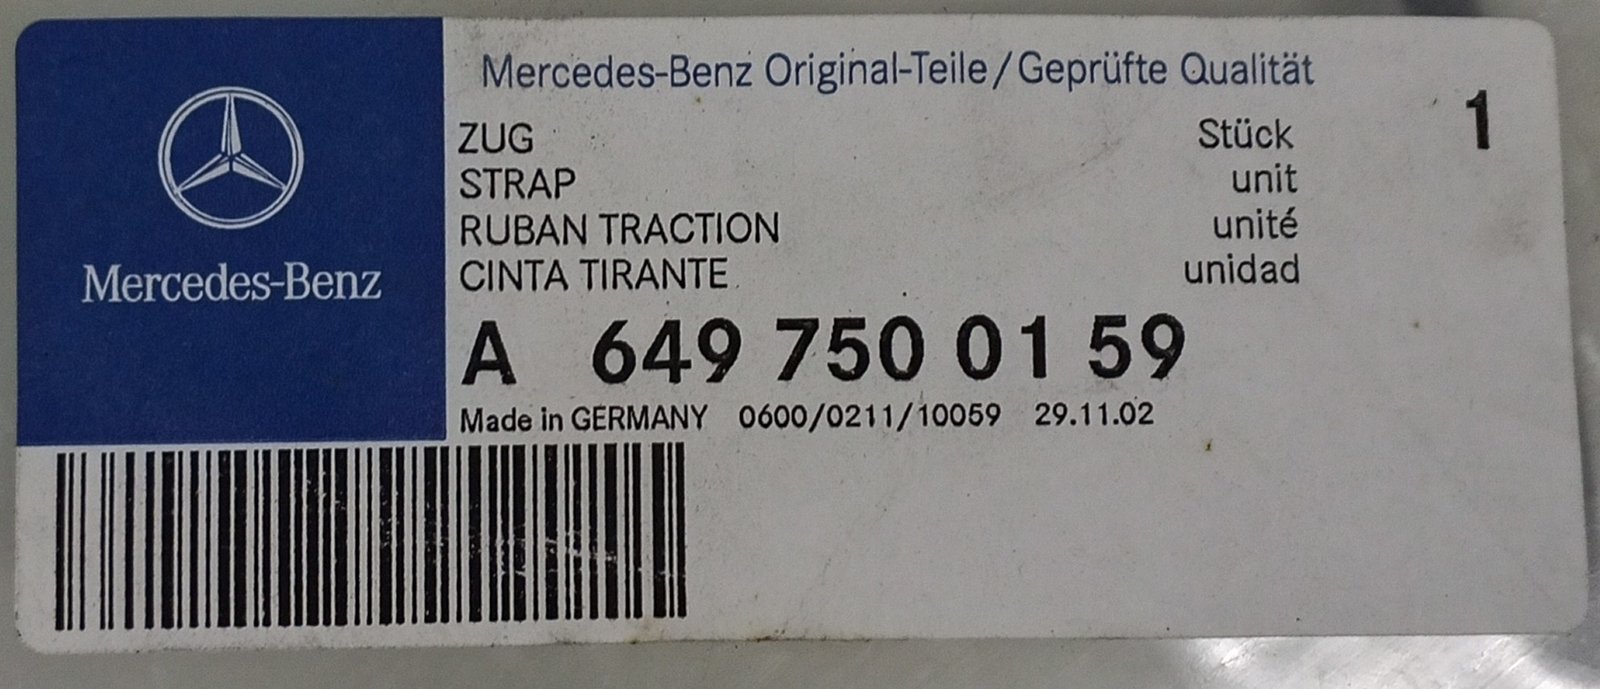 Mercedes-Benz
Mercedes-Benz Original-Teile/Geprüfte Qualität
ZUG Stück 1
STRAP unit
RUBAN TRACTION unité
CINTA TIRANTE unidad
A 649 750 01 59
Made in GERMANY 0600/0211/10059 29.11.02